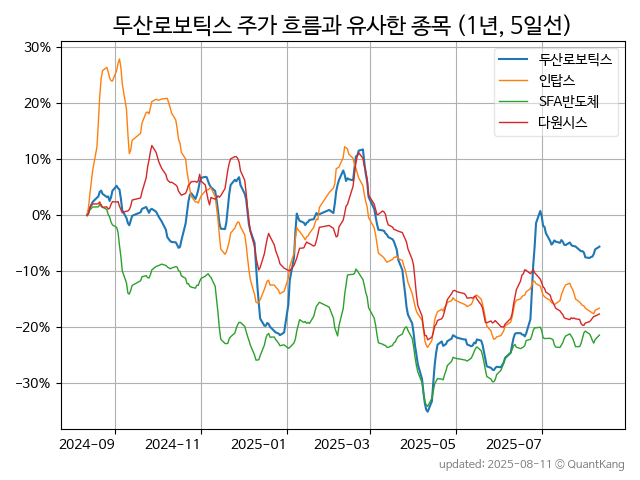 두산로보틱스 주가 흐름과 유사한 종목 (1년, 5일선)
30%
20%
10%
0%
−10%
−20%
−30%
두산로보틱스
인탑스
SFA반도체
다원시스
2024−09
2024−11
2025−01
2025−03
2025−05
2025−07
updated: 2025-08-11 © QuantKang